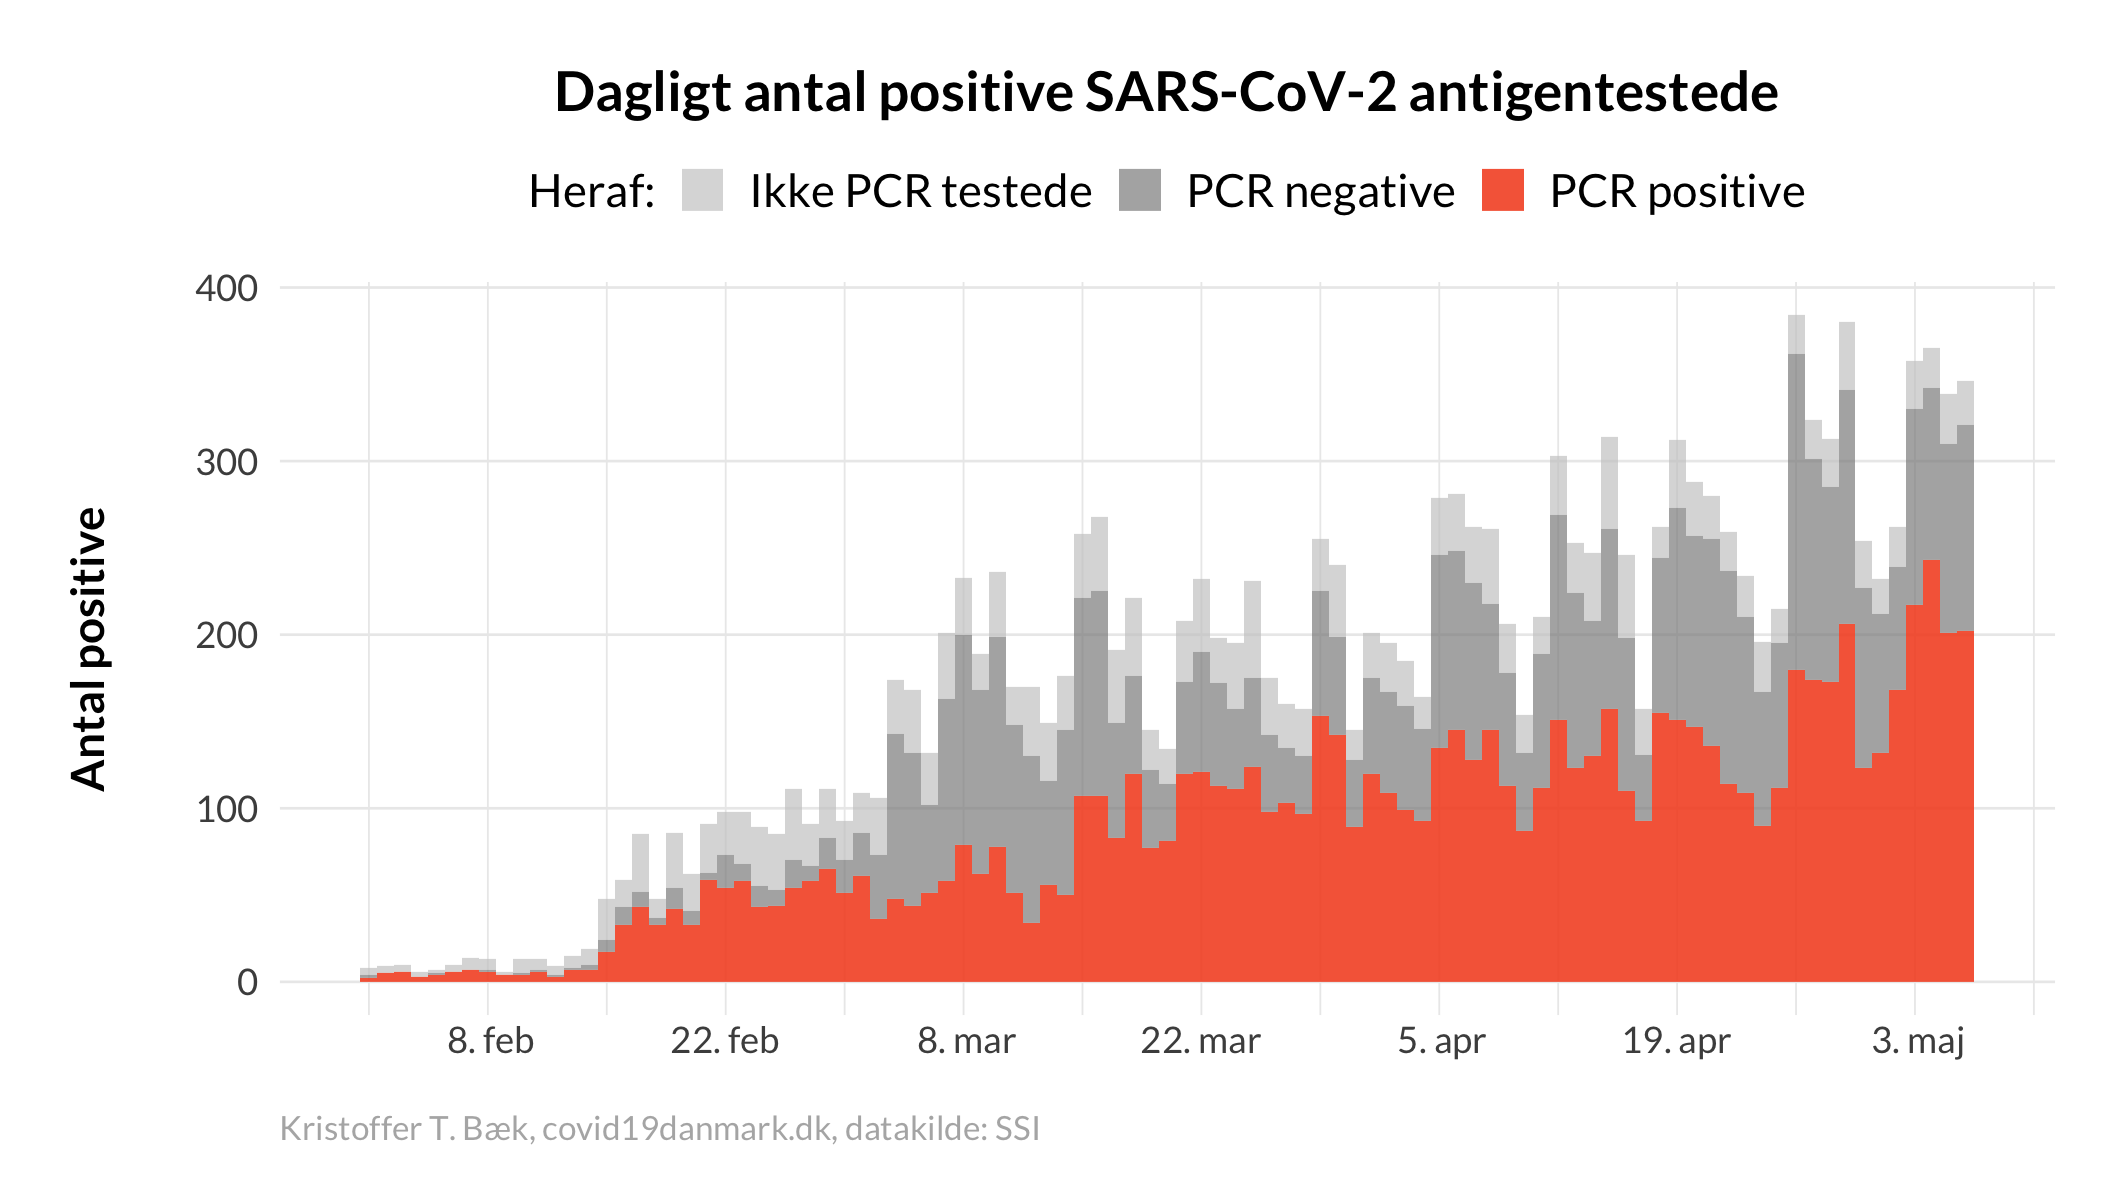 Dagligt antal positive SARS-CoV-2 antigentestede
Heraf: Ikke PCR testede PCR negative PCR positive
Antal positive
400
300
200
100
0
8. feb 22. feb 8. mar 22. mar 5. apr 19. apr 3. maj
Kristoffer T. Bæk, covid19danmark.dk, datakilde: SSI